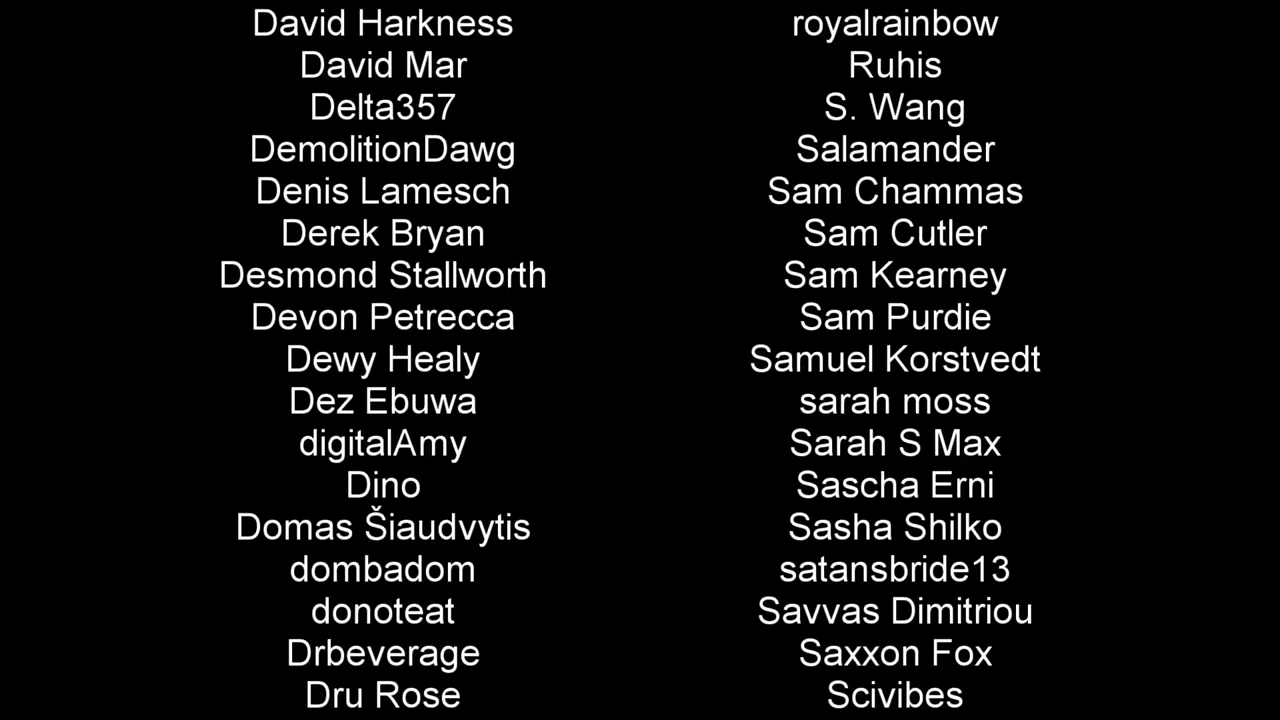 David Harkness
David Mar
Delta357
DemolitionDawg
Denis Lamesch
Derek Bryan
Desmond Stallworth
Devon Petrecca
Dewy Healy
Dez Ebuwa
digitalAmy
Dino
Domas Šiaudvytis
dombadom
donoteat
Drbeverage
Dru Rose
royalrainbow
Ruhis
S. Wang
Salamander
Sam Chammas
Sam Cutler
Sam Kearney
Sam Purdie
Samuel Korstvedt
sarah moss
Sarah S Max
Sascha Erni
Sasha Shilko
satansbride13
Savvas Dimitriou
Saxxon Fox
Scivibes